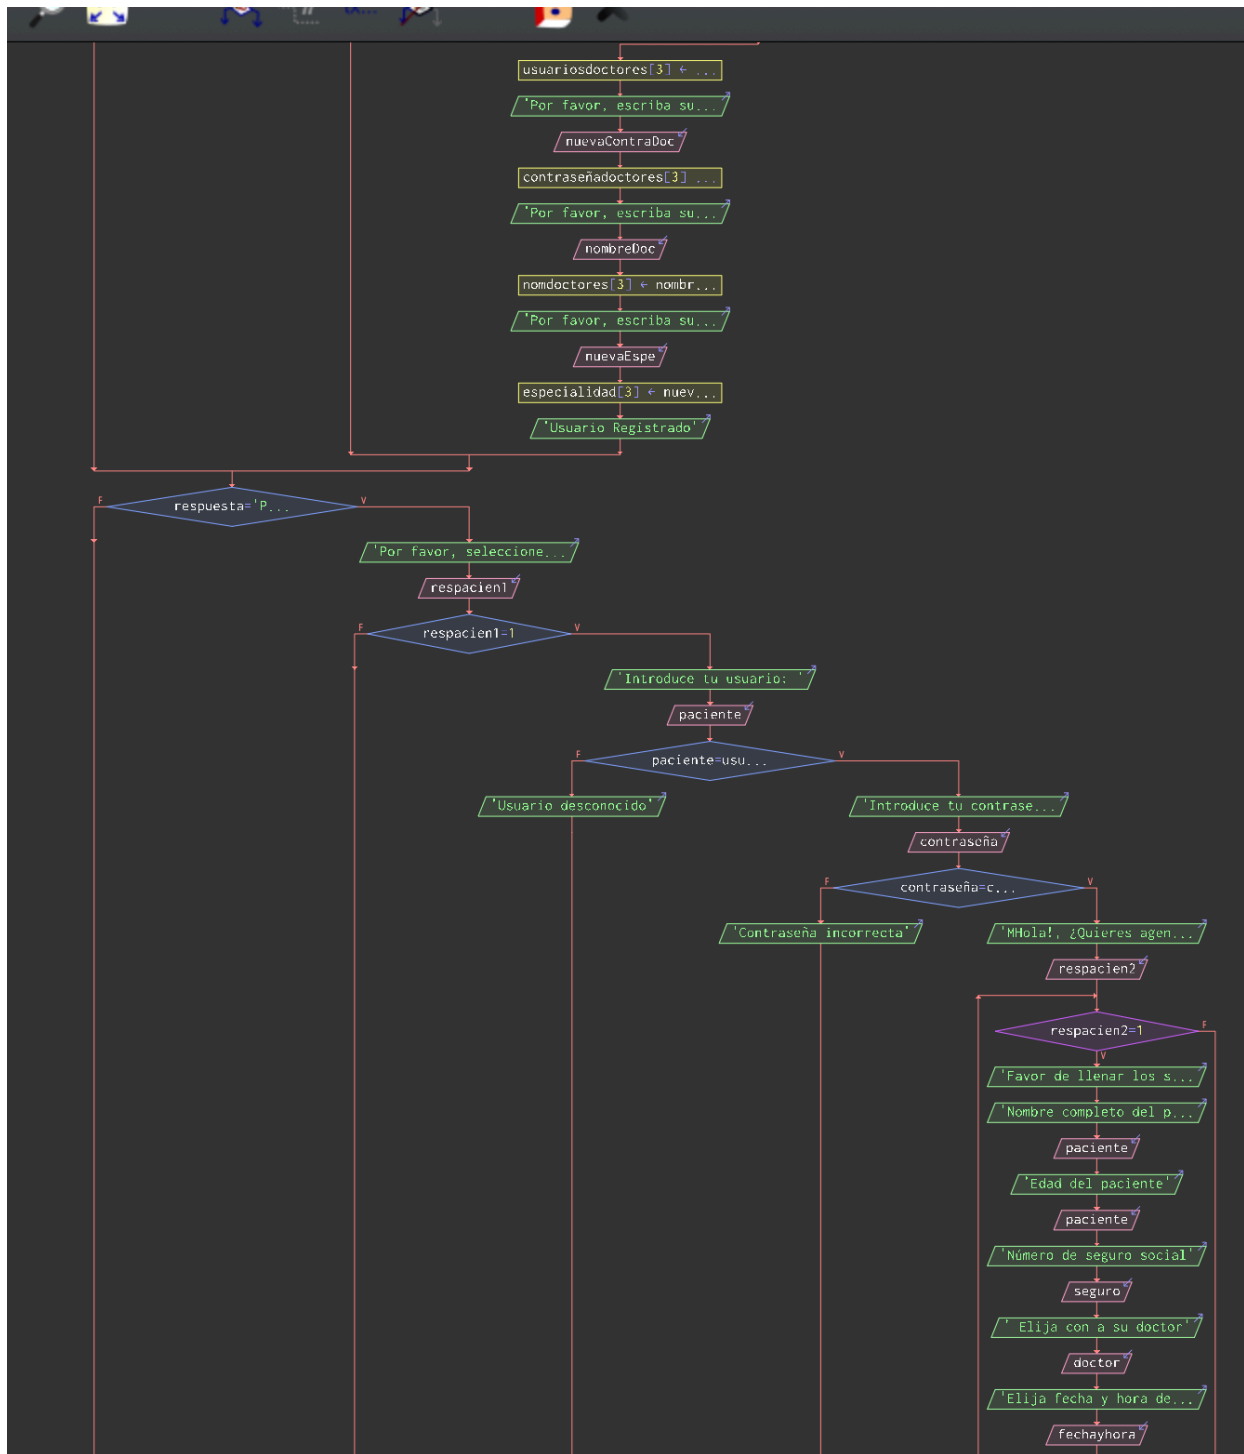 usuariosdoctores[3] ← ...
'Por favor, escriba su...
nuevaContraDoc
contraseñadoctores[3] ...
'Por favor, escriba su...
nombreDoc
nomdoctores[3] ← nombr...
'Por favor, escriba su...
nuevaEspe
especialidad[3] ← nuev...
'Usuario Registrado'
F
respuesta='P...
V
'Por favor, seleccione...
respacien1
F
respacien1=1
V
'Introduce tu usuario: '
paciente
F
paciente=usu...
V
'Usuario desconocido'
'Introduce tu contrase...
contraseña
F
contraseña=c...
V
'Contraseña incorrecta'
'MHola!, ¿Quieres agen...
respacien2
respacien2=1
F
V
'Favor de llenar los s...
'Nombre completo del p...
paciente
'Edad del paciente'
paciente
'Número de seguro social'
seguro
' Elija con a su doctor'
doctor
'Elija fecha y hora de...
fechayhora